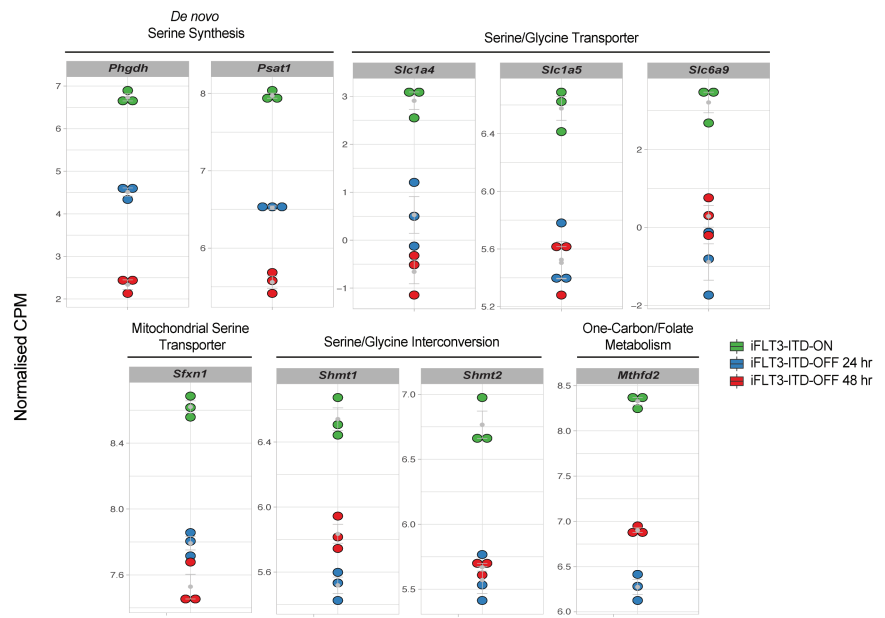 De novo
Serine Synthesis
Serine/Glycine Transporter
Phgdh
Psat1
Slc1a4
Slc1a5
Slc6a9
7
6
5
4
3
2
8
7
6
3
2
1
0
−1
6.4
6.0
5.6
5.2
2
0
−2
Normalised CPM
Mitochondrial Serine
Transporter
Serine/Glycine Interconversion
One-Carbon/Folate
Metabolism
Sfxn1
Shmt1
Shmt2
Mthfd2
8.4
8.0
7.6
6.4
6.0
5.6
7.0
6.5
6.0
5.5
8.5
8.0
7.5
7.0
6.5
6.0
iFLT3-ITD-ON
iFLT3-ITD-OFF 24 hr
iFLT3-ITD-OFF 48 hr